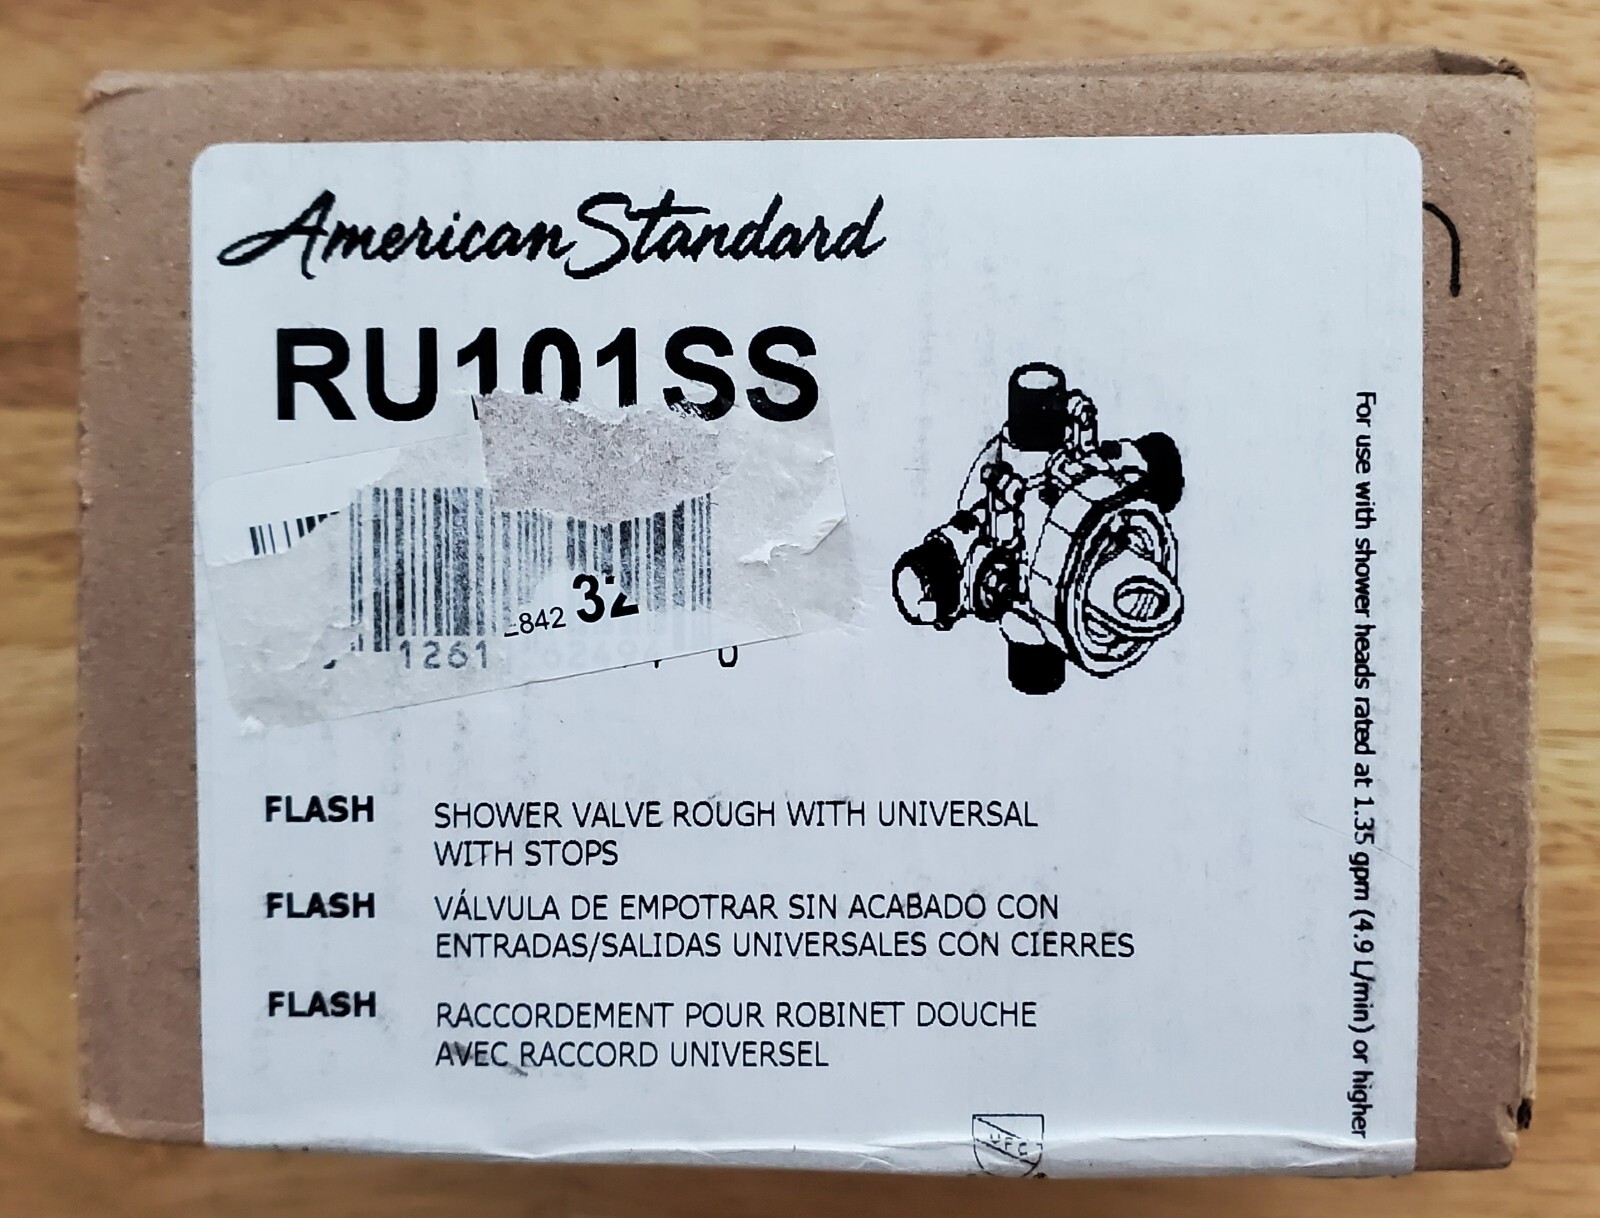 American Standard
RU101SS
842 32
1261
0
FLASH SHOWER VALVE ROUGH WITH UNIVERSAL
WITH STOPS
FLASH VÁLVULA DE EMPOTRAR SIN ACABADO CON
ENTRADAS/SALIDAS UNIVERSALES CON CIERRES
FLASH RACCORDEMENT POUR ROBINET DOUCHE
AVEC RACCORD UNIVERSEL
UPC
For use with shower heads rated at 1.35 gpm (4.9 L/min) or higher